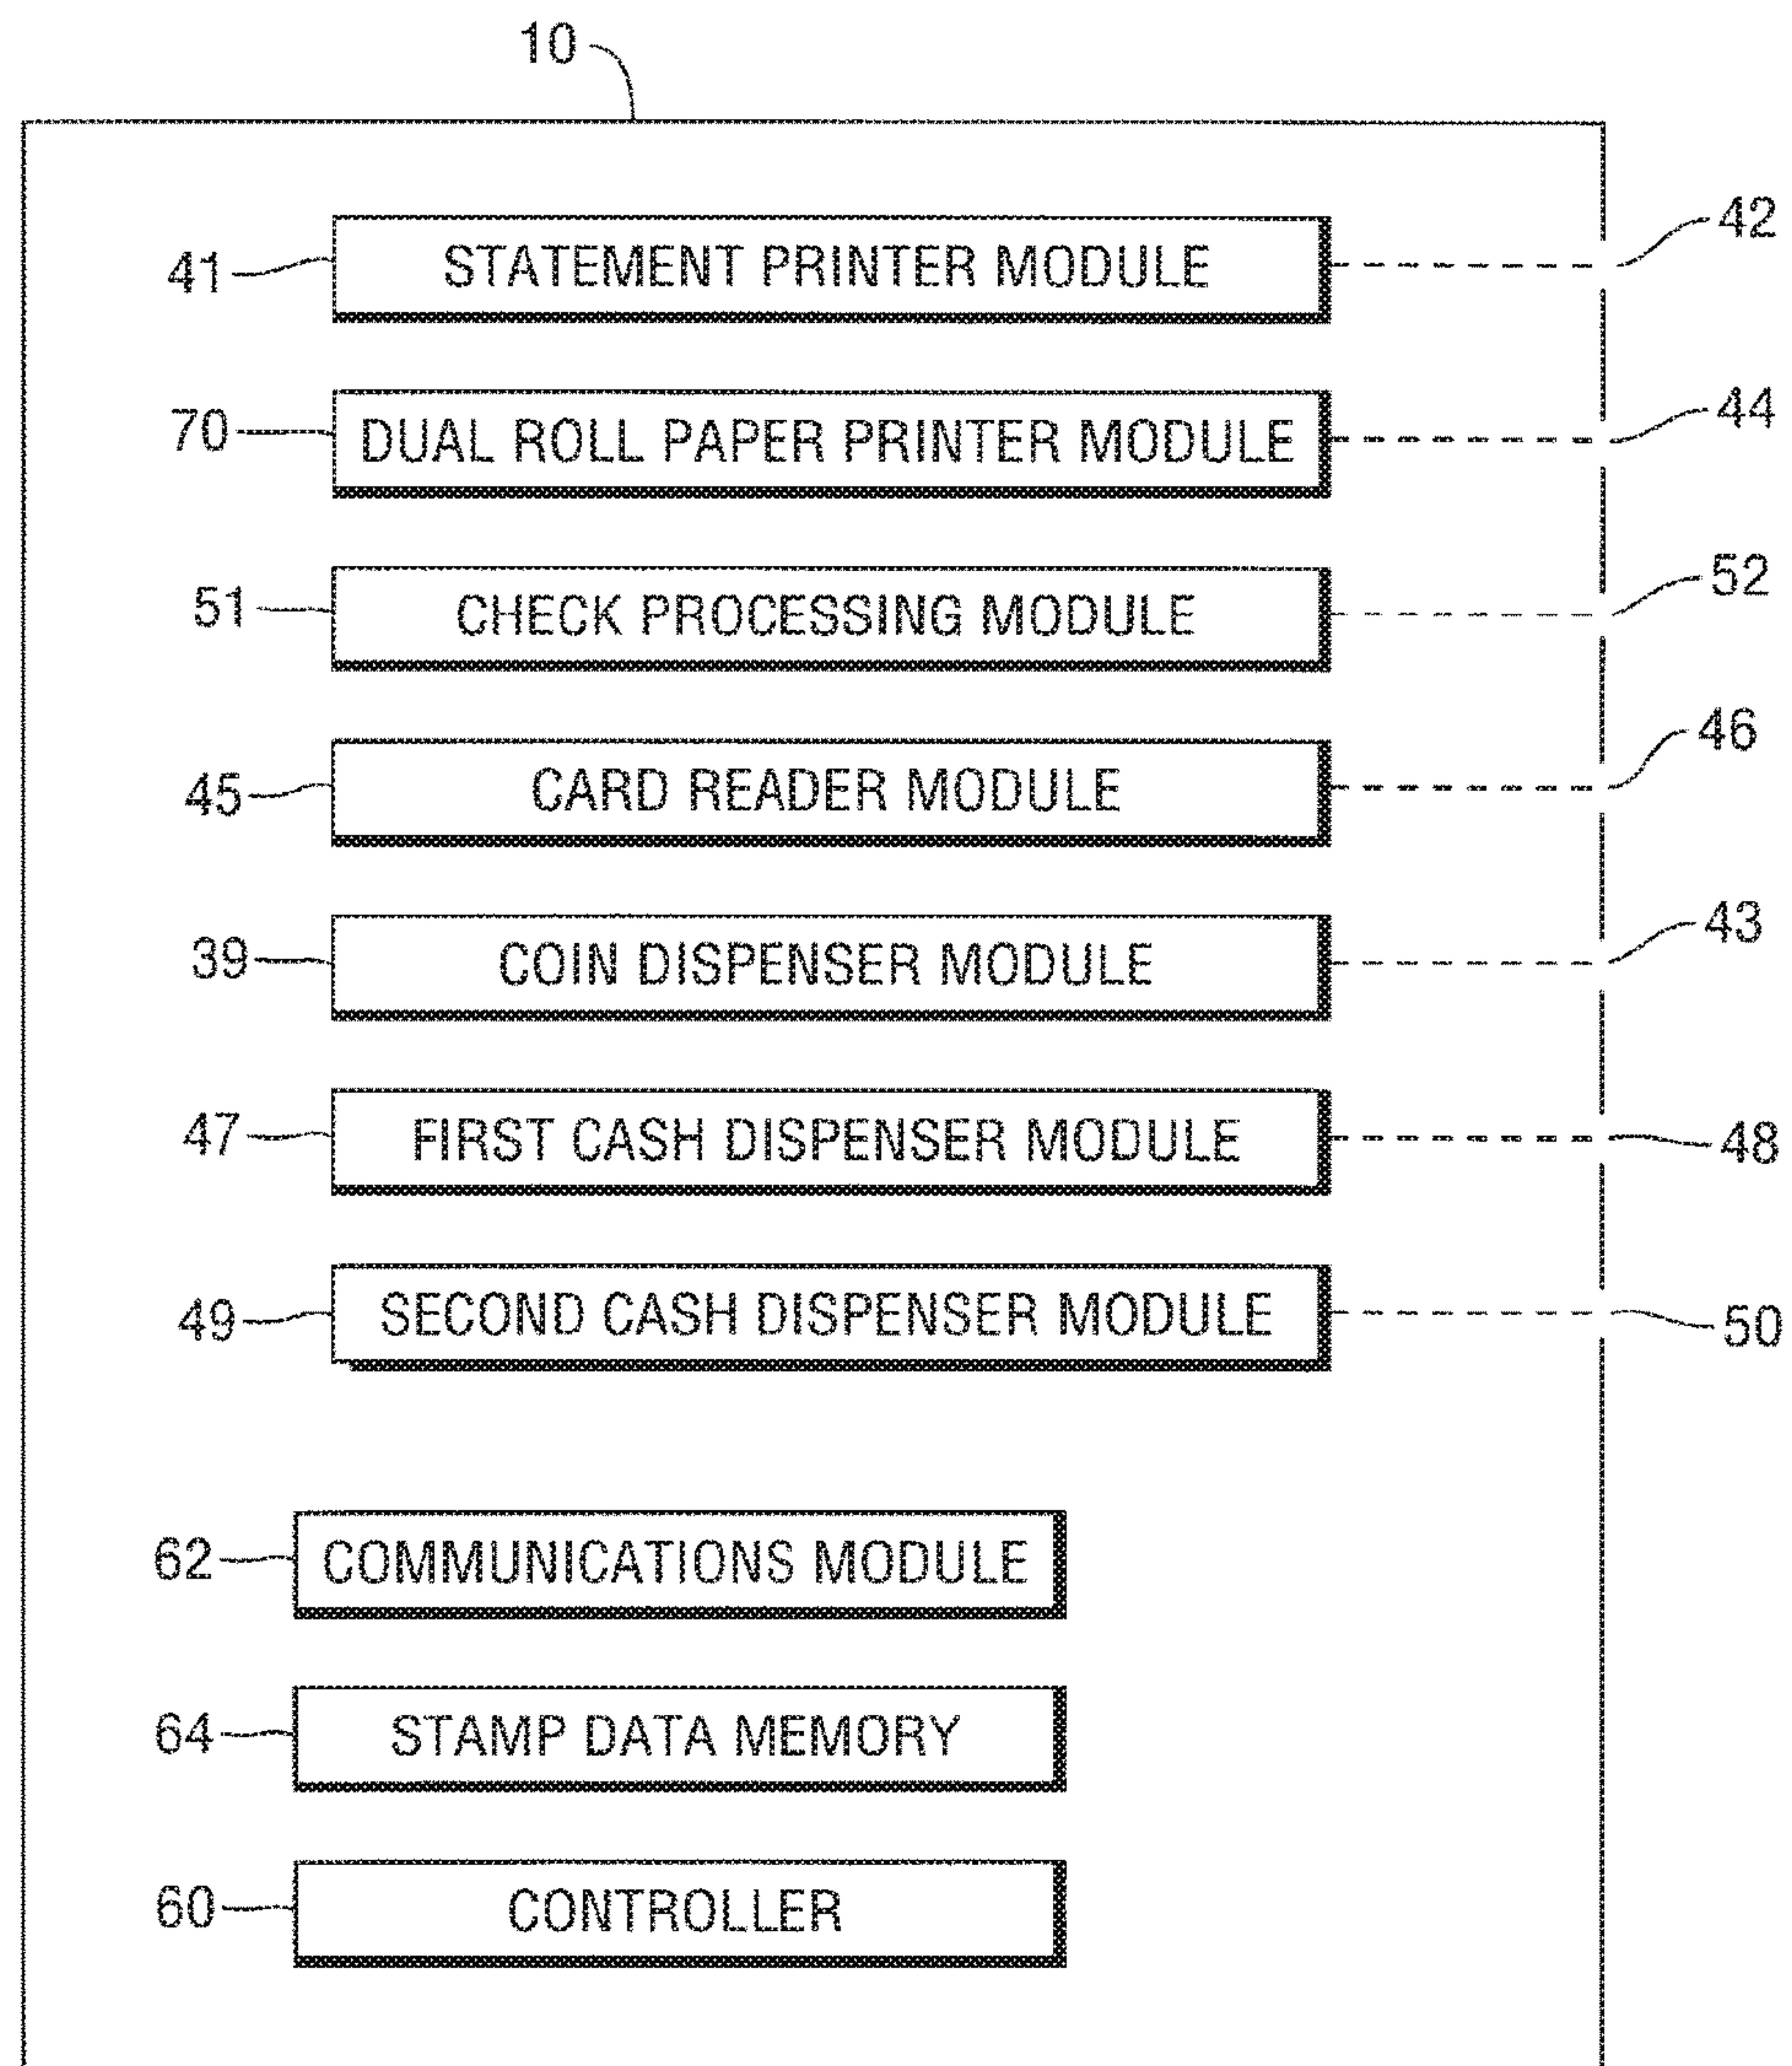 10
41 STATEMENT PRINTER MODULE 42
70 DUAL ROLL PAPER PRINTER MODULE 44
51 CHECK PROCESSING MODULE 52
45 CARD READER MODULE 46
39 COIN DISPENSER MODULE 43
47 FIRST CASH DISPENSER MODULE 48
49 SECOND CASH DISPENSER MODULE 50
62 COMMUNICATIONS MODULE
64 STAMP DATA MEMORY
60 CONTROLLER